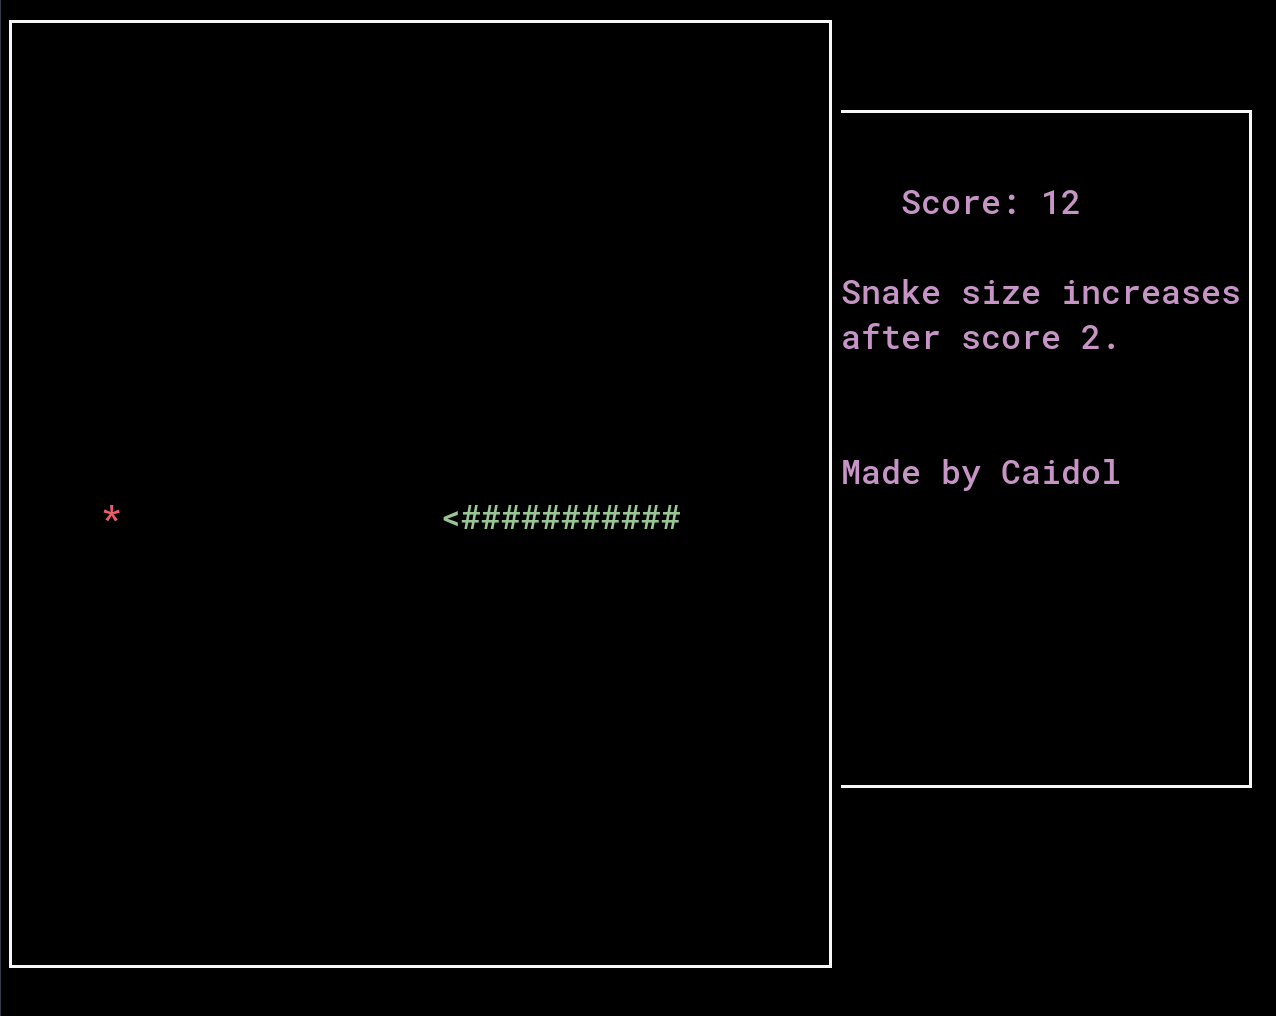 Score: 12
Snake size increases
after score 2.
Made by Caidol
* <###########